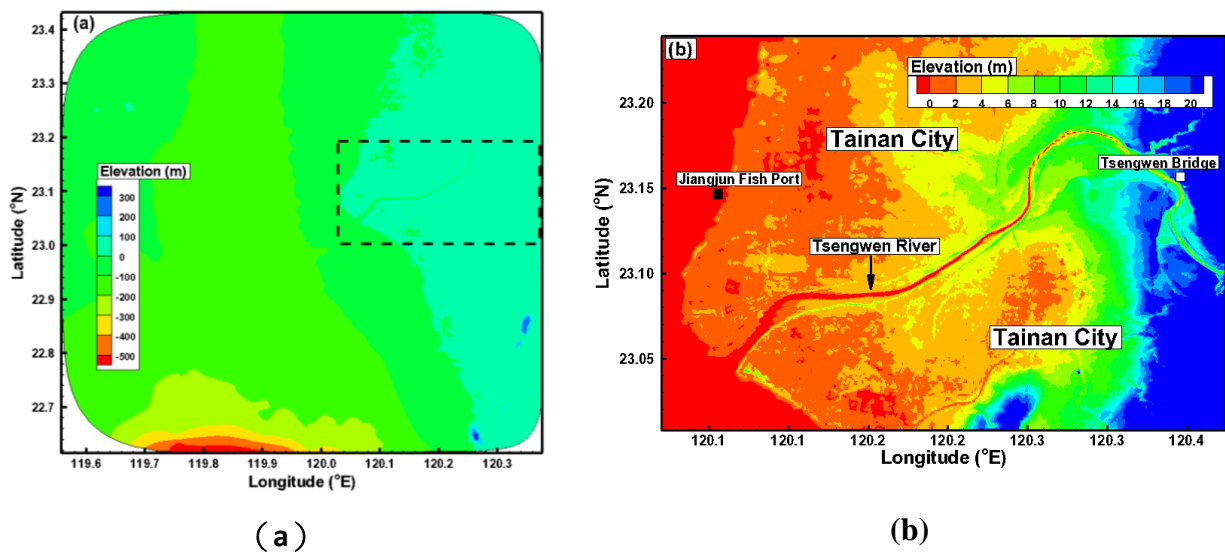 (a)
23.4
23.3
23.2
23.1
23.0
22.9
22.8
22.7
Latitude (°N)
Elevation (m)
300
200
100
0
-100
-200
-300
-400
-500
119.6 119.7 119.8 119.9 120.0 120.1 120.2 120.3
Longitude (°E)
(a)
(b)
Elevation (m)
0 2 4 6 8 10 12 14 16 18 20
23.20
23.15
23.10
23.05
Latitude (°N)
Tainan City
Tsengwen Bridge
Jiangjun Fish Port
Tsengwen River
Tainan City
120.1 120.1 120.2 120.2 120.3 120.3 120.4
Longitude (°E)
(b)